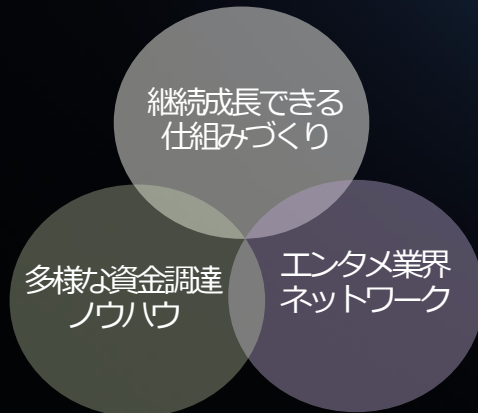 継続成長できる
仕組みづくり
多様な資金調達
ノウハウ
エンタメ業界
ネットワーク